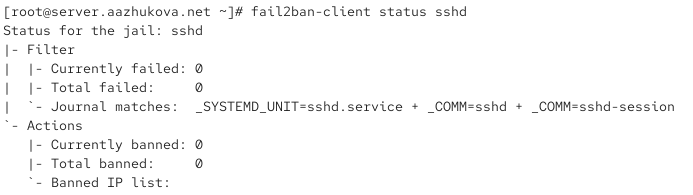 [root@server.aazhukova.net ~]# fail2ban-client status sshd
Status for the jail: sshd
|- Filter
|  |- Currently failed: 0
|  |- Total failed:     0
|  `- Journal matches:  _SYSTEMD_UNIT=sshd.service + _COMM=sshd + _COMM=sshd-session
`- Actions
   |- Currently banned: 0
   |- Total banned:     0
   `- Banned IP list: